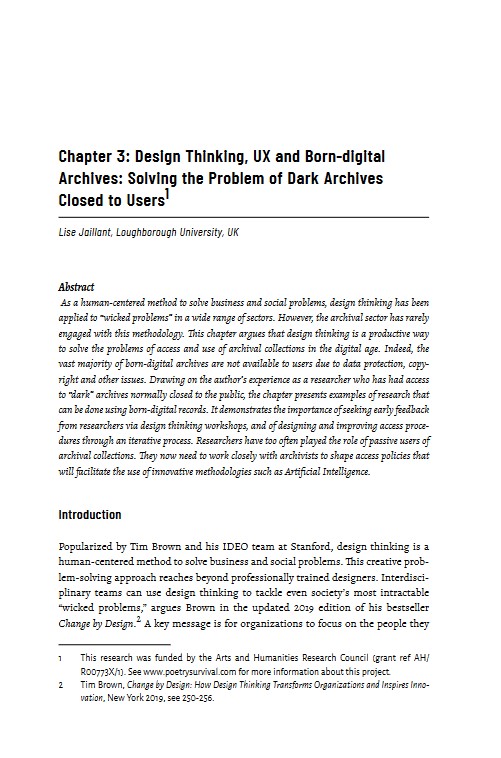 Chapter 3: Design Thinking, UX and Born-digital
Archives: Solving the Problem of Dark Archives
Closed to Users1
Lise Jaillant, Loughborough University, UK
Abstract
As a human-centered method to solve business and social problems, design thinking has been
applied to “wicked problems” in a wide range of sectors. However, the archival sector has rarely
engaged with this methodology. This chapter argues that design thinking is a productive way
to solve the problems of access and use of archival collections in the digital age. Indeed, the
vast majority of born-digital archives are not available to users due to data protection, copy-
right and other issues. Drawing on the author’s experience as a researcher who has had access
to “dark” archives normally closed to the public, the chapter presents examples of research that
can be done using born-digital records. It demonstrates the importance of seeking early feedback
from researchers via design thinking workshops, and of designing and improving access proce-
dures through an iterative process. Researchers have too often played the role of passive users of
archival collections. They now need to work closely with archivists to shape access policies that
will facilitate the use of innovative methodologies such as Artificial Intelligence.
Introduction
Popularized by Tim Brown and his IDEO team at Stanford, design thinking is a
human-centered method to solve business and social problems. This creative prob-
lem-solving approach reaches beyond professionally trained designers. Interdisci-
plinary teams can use design thinking to tackle even society’s most intractable
“wicked problems,” argues Brown in the updated 2019 edition of his bestseller
Change by Design.2 A key message is for organizations to focus on the people they
1 This research was funded by the Arts and Humanities Research Council (grant ref AH/
R00773X/1). See www.poetrysurvival.com for more information about this project.
2 Tim Brown, Change by Design: How Design Thinking Transforms Organizations and Inspires Inno-
vation, New York 2019, see 250-256.